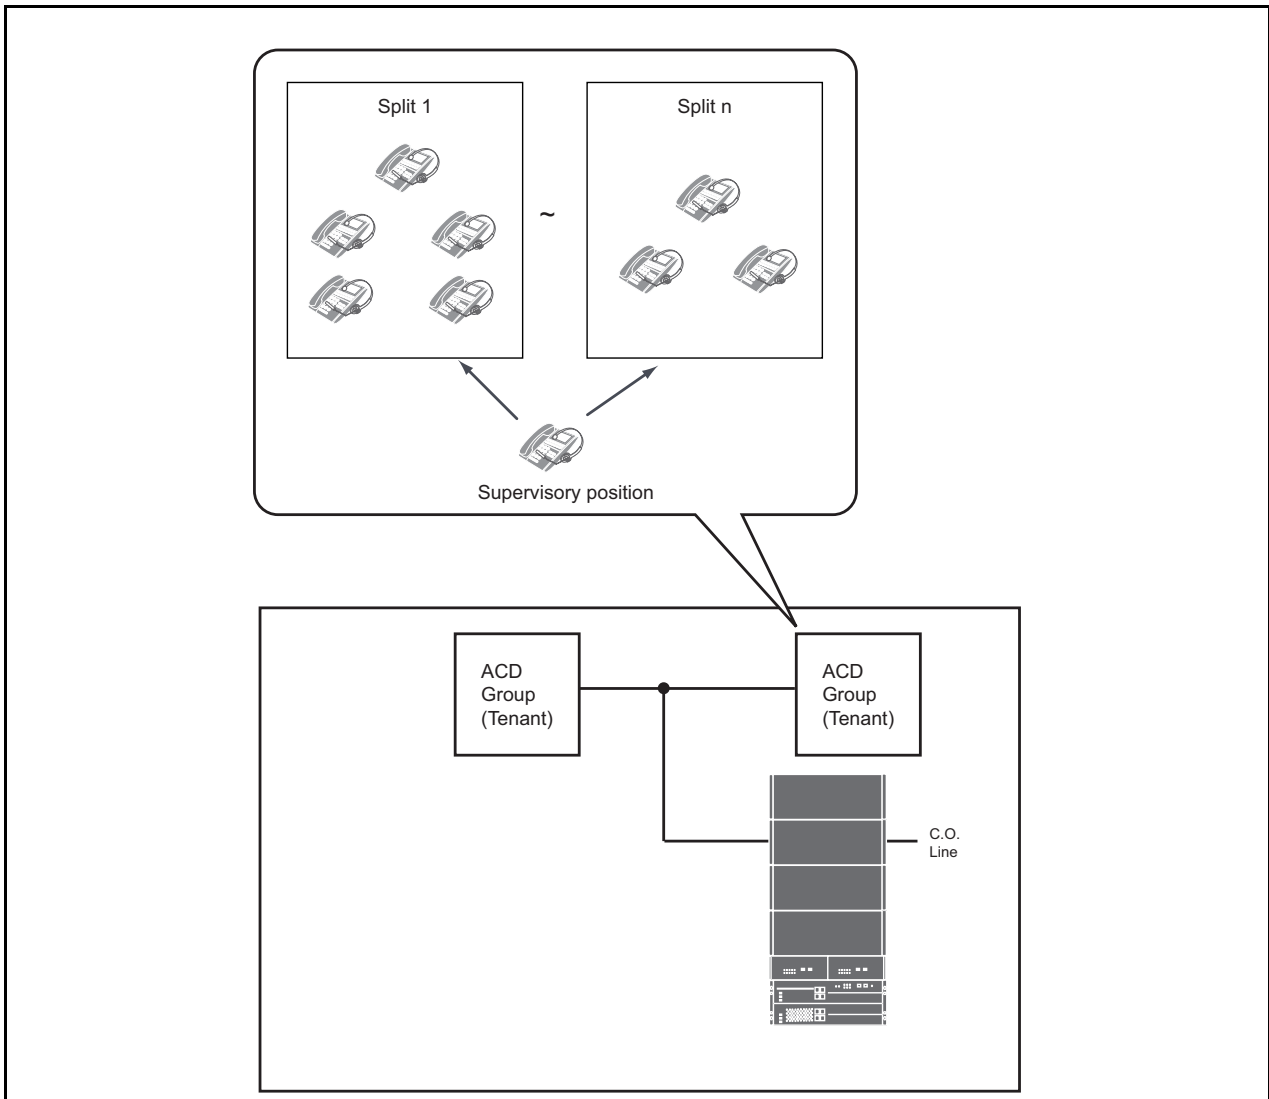 Split 1
Split n
~
Supervisory position
ACD
Group
(Tenant)
ACD
Group
(Tenant)
C.O.
Line